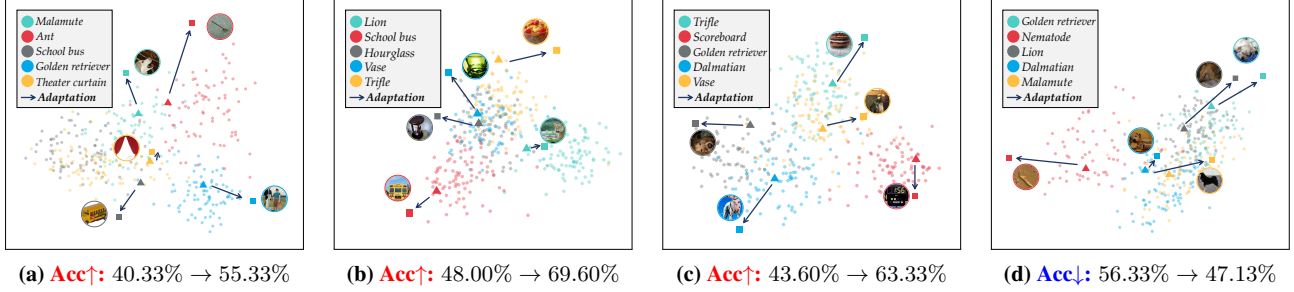 Malamute
Ant
School bus
Golden retriever
Theater curtain
Adaptation
(a) Acc↑: 40.33% → 55.33%
Lion
School bus
Hourglass
Vase
Trifle
Adaptation
(b) Acc↑: 48.00% → 69.60%
Trifle
Scoreboard
Golden retriever
Dalmatian
Vase
Adaptation
(c) Acc↑: 43.60% → 63.33%
Golden retriever
Nematode
Lion
Dalmatian
Malamute
Adaptation
(d) Acc↓: 56.33% → 47.13%